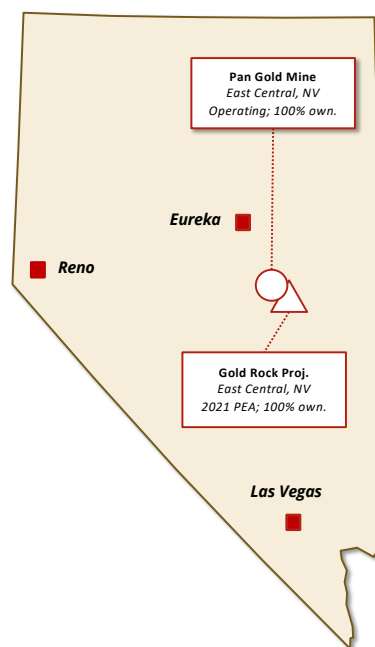 Pan Gold Mine
East Central, NV
Operating; 100% own.
Eureka
Reno
Gold Rock Proj.
East Central, NV
2021 PEA; 100% own.
Las Vegas